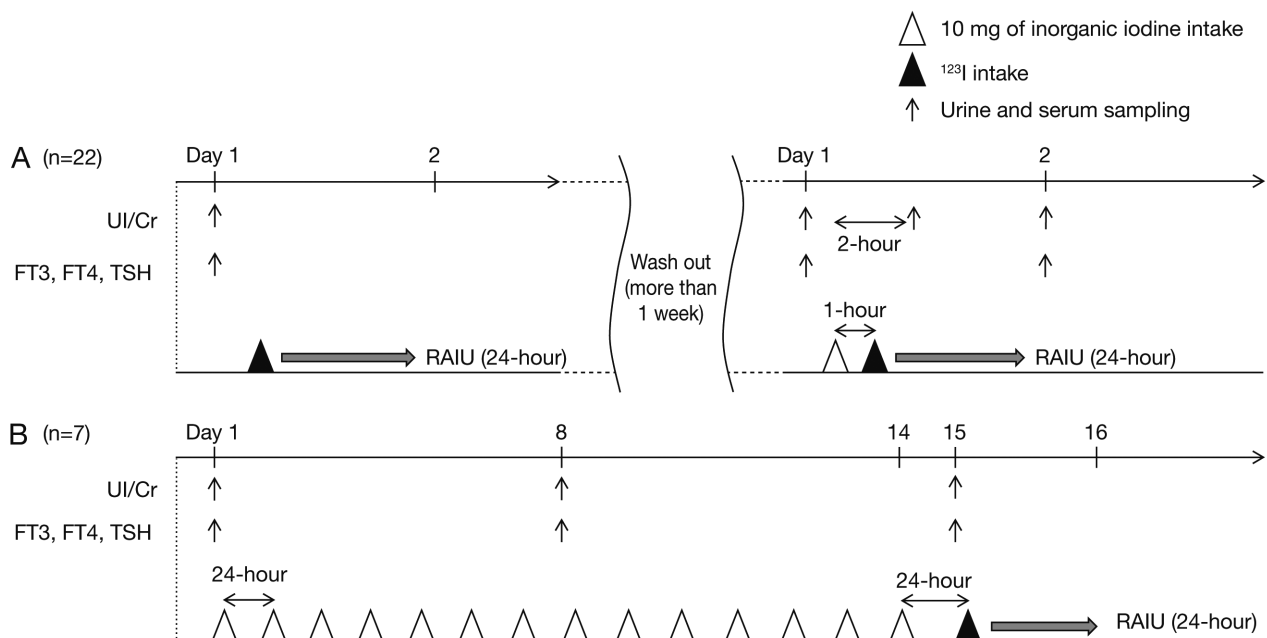 10 mg of inorganic iodine intake
¹²³I intake
Urine and serum sampling
A (n=22) Day 1 2 Day 1 2
UI/Cr
2-hour
FT3, FT4, TSH
Wash out
(more than
1 week)
1-hour
RAIU (24-hour) RAIU (24-hour)
B (n=7) Day 1 8 14 15 16
UI/Cr
FT3, FT4, TSH
24-hour 24-hour
RAIU (24-hour)